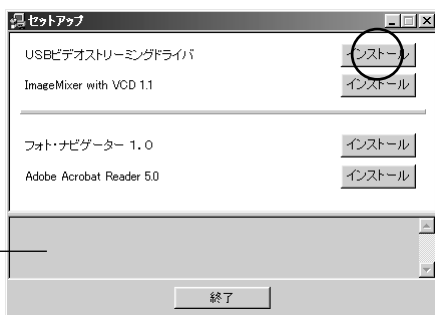 セットアップ
USBビデオストリーミングドライバ インストール
ImageMixer with VCD 1.1 インストール
フォト・ナビゲーター 1.0 インストール
Adobe Acrobat Reader 5.0 インストール
終了